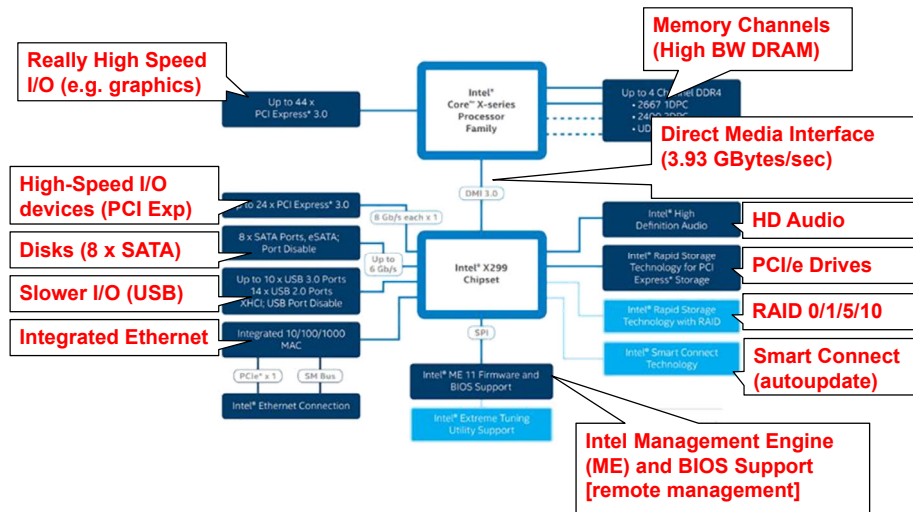 Really High Speed
I/O (e.g. graphics)
Memory Channels
(High BW DRAM)
Up to 44 x
PCI Express* 3.0
Intel®
Core™ X-series
Processor
Family
Up to 4 Channel DDR4
• 2667 1DPC
• 2400 2DPC
Direct Media Interface
(3.93 GBytes/sec)
DMI 3.0
High-Speed I/O
devices (PCI Exp)
Up to 24 x PCI Express* 3.0
8 Gb/s each x 1
Intel® High
Definition Audio
HD Audio
Disks (8 x SATA)
8 x SATA Ports, eSATA;
Port Disable
Up to
6 Gb/s
Intel® X299
Chipset
Intel® Rapid Storage
Technology for PCI
Express* Storage
PCI/e Drives
Slower I/O (USB)
Up to 10 x USB 3.0 Ports
14 x USB 2.0 Ports
XHCI; USB Port Disable
Intel® Rapid Storage
Technology with RAID
RAID 0/1/5/10
Integrated Ethernet
Integrated 10/100/1000
MAC
SPI
Intel® Smart Connect
Technology
Smart Connect
(autoupdate)
PCIe* x 1
SM Bus
Intel® ME 11 Firmware and
BIOS Support
Intel® Ethernet Connection
Intel® Extreme Tuning
Utility Support
Intel Management Engine
(ME) and BIOS Support
[remote management]